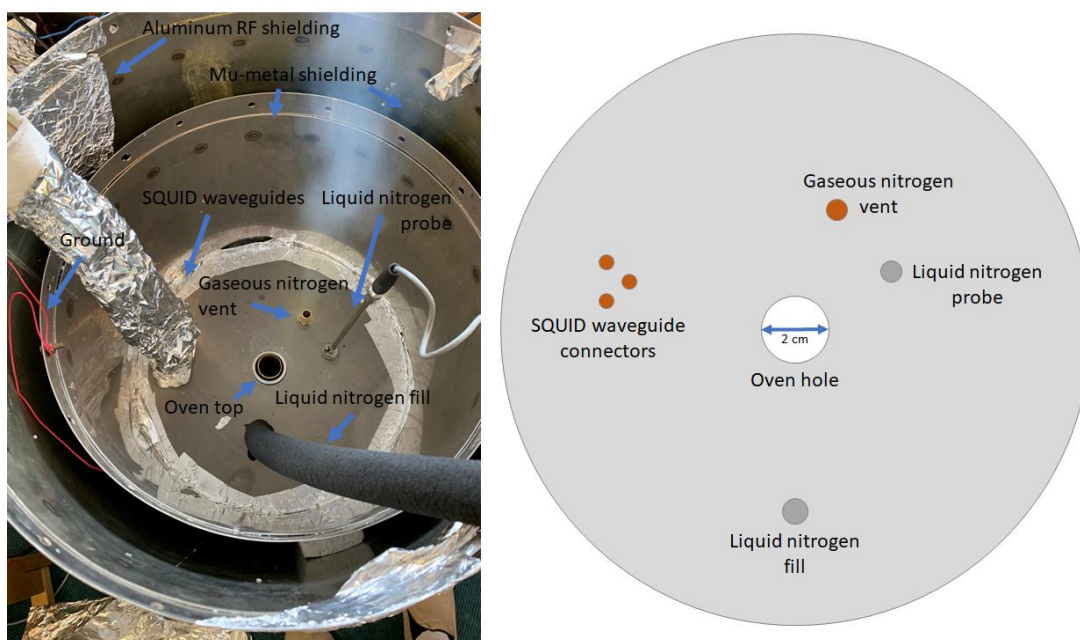 Aluminum RF shielding
Mu-metal shielding
SQUID waveguides
Liquid nitrogen
probe
Ground
Gaseous nitrogen
vent
Oven top
Liquid nitrogen fill
Gaseous nitrogen
vent
Liquid nitrogen
probe
SQUID waveguide
connectors
2 cm
Oven hole
Liquid nitrogen
fill